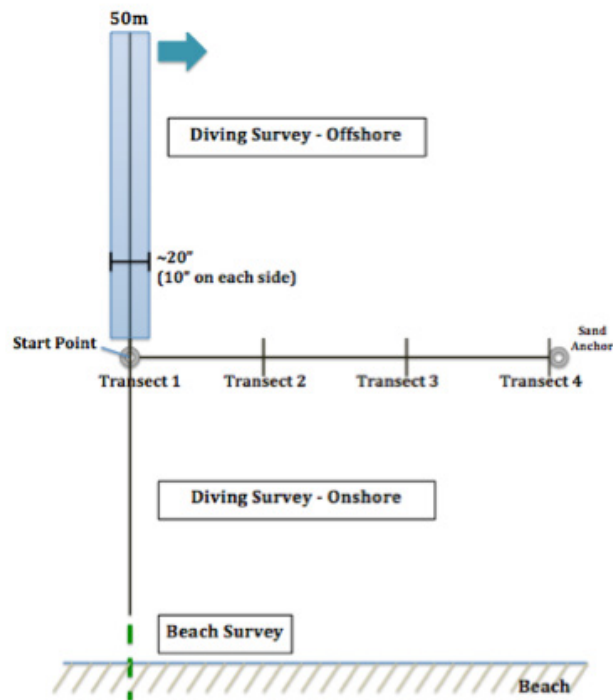 50m
Diving Survey - Offshore
~20”
(10” on each side)
Start Point
Sand
Anchor
Transect 1
Transect 2
Transect 3
Transect 4
Diving Survey - Onshore
Beach Survey
Beach